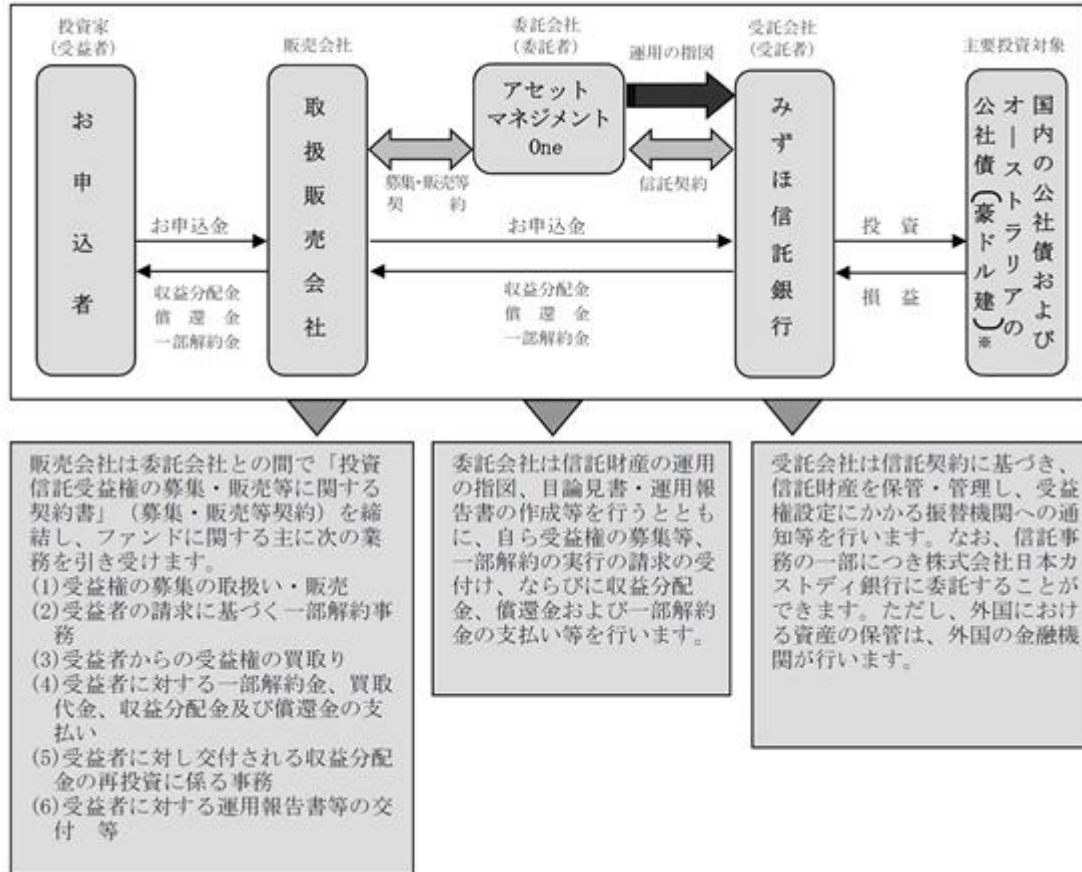 投資家
(受益者)
販売会社
委託会社
(委託者)
運用の指図
受託会社
(受託者)
主要投資対象
お申込者
取扱販売会社
アセット
マネジメント
One
みずほ信託銀行
国内の公社債および
オーストラリアの
公社債(豪ドル建)※
募集・販売等
契約
信託契約
お申込金
収益分配金
償還金
一部解約金
お申込金
収益分配金
償還金
一部解約金
投資
損益
販売会社は委託会社との間で「投資
信託受益権の募集・販売等に関する
契約書」(募集・販売等契約)を締
結し、ファンドに関する主に次の業
務を引き受けます。
(1)受益権の募集の取扱い・販売
(2)受益者の請求に基づく一部解約事
務
(3)受益者からの受益権の買取り
(4)受益者に対する一部解約金、買取
代金、収益分配金及び償還金の支
払い
(5)受益者に対し交付される収益分配
金の再投資に係る事務
(6)受益者に対する運用報告書等の交
付 等
委託会社は信託財産の運用
の指図、目論見書・運用報
告書の作成等を行うととも
に、自ら受益権の募集等、
一部解約の実行の請求の受
付け、ならびに収益分配
金、償還金および一部解約
金の支払い等を行います。
受託会社は信託契約に基づき、
信託財産を保管・管理し、受益
権設定にかかる振替機関への通
知等を行います。なお、信託事
務の一部につき株式会社日本カ
ストディ銀行に委託することが
できます。ただし、外国におけ
る資産の保管は、外国の金融機
関が行います。